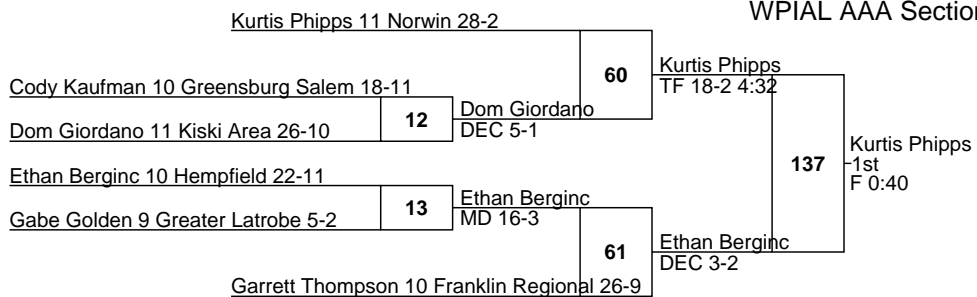 WPIAL AAA Section
Kurtis Phipps 11 Norwin 28-2
60
Kurtis Phipps
TF 18-2 4:32
Cody Kaufman 10 Greensburg Salem 18-11
12
Dom Giordano
DEC 5-1
Dom Giordano 11 Kiski Area 26-10
137
Kurtis Phipps
1st
F 0:40
Ethan Berginc 10 Hempfield 22-11
13
Ethan Berginc
MD 16-3
Gabe Golden 9 Greater Latrobe 5-2
61
Ethan Berginc
DEC 3-2
Garrett Thompson 10 Franklin Regional 26-9